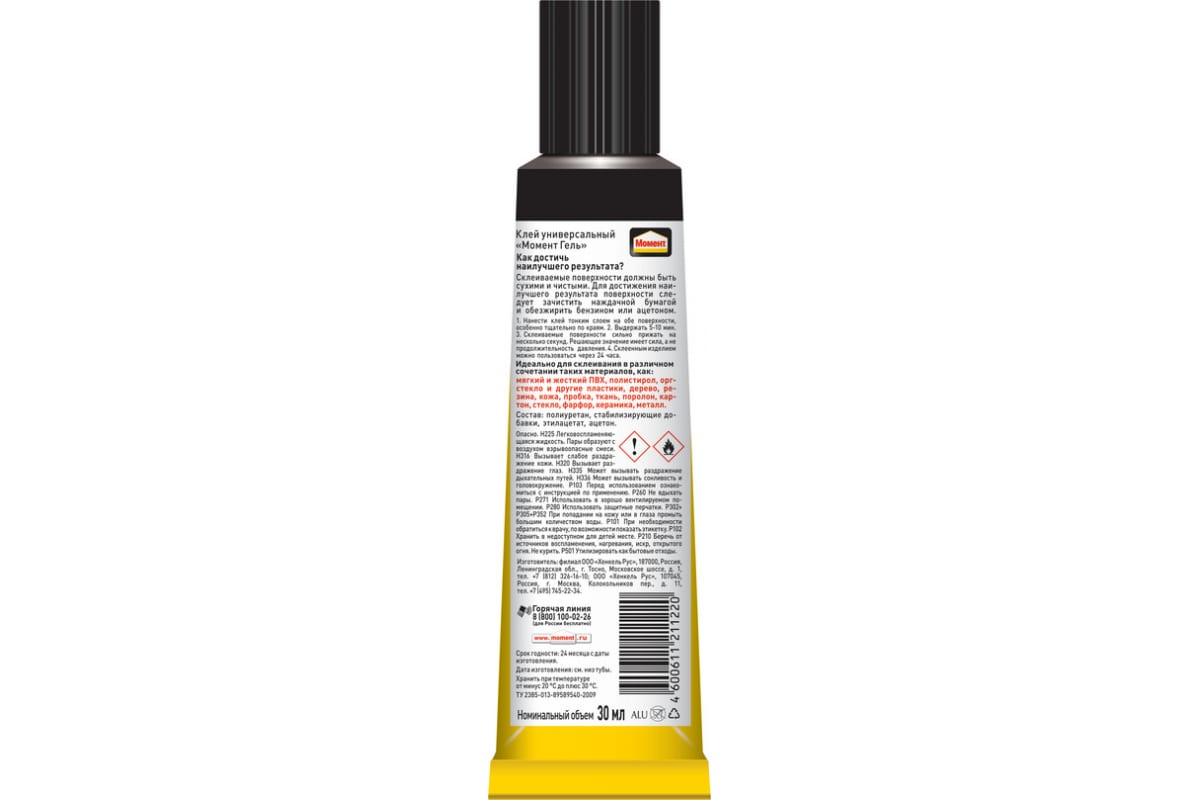 Клей универсальный
«Момент Гель»
Момент
Как достичь
наилучшего результата?
Склеиваемые поверхности должны быть
сухими и чистыми. Для достижения наи-
лучшего результата поверхности сле-
дует зачистить наждачной бумагой
и обезжирить бензином или ацетоном.
1. Нанести клей тонким слоем на обе поверхности,
особенно тщательно по краям. 2. Выдержать 5-10 мин.
3. Склеиваемые поверхности сильно прижать на
несколько секунд. Решающее значение имеет сила, а не
продолжительность давления. 4. Склеенным изделием
можно пользоваться через 24 часа.
Идеально для склеивания в различном
сочетании таких материалов, как:
мягкий и жесткий ПВХ, полистирол, орг-
стекло и другие пластики, дерево, ре-
зина, кожа, пробка, ткань, поролон, кар-
тон, стекло, фарфор, керамика, металл.
Состав: полиуретан, стабилизирующие до-
бавки, этилацетат, ацетон.
Опасно. H225 Легковоспламеняю-
щаяся жидкость. Пары образуют с
воздухом взрывоопасные смеси.
H316 Вызывает слабое раздра-
жение кожи. H320 Вызывает раз-
дражение глаз. H335 Может вызывать раздражение
дыхательных путей. H336 Может вызывать сонливость и
головокружение. P103 Перед использованием ознако-
миться с инструкцией по применению. P260 Не вдыхать
пары. P271 Использовать в хорошо вентилируемом по-
мещении. P280 Использовать защитные перчатки. P302+
P305+P352 При попадании на кожу или в глаза промыть
большим количеством воды. P101 При необходимости
обратиться к врачу, по возможности показать этикетку. P102
Хранить в недоступном для детей месте. P210 Беречь от
источников воспламенения, нагревания, искр, открытого
огня. Не курить. P501 Утилизировать как бытовые отходы.
Изготовитель: филиал ООО «Хенкель Рус», 187000, Россия,
Ленинградская обл., г. Тосно, Московское шоссе, д. 1,
тел. +7 (812) 326-16-10; ООО «Хенкель Рус», 107045,
Россия, г. Москва, Колокольников пер., д. 11,
тел. +7 (495) 745-22-34.
Горячая линия
8 (800) 100-02-26
(для России бесплатно)
www.moment.ru
Срок годности: 24 месяца с даты
изготовления.
Дата изготовления: см. низ тубы.
Хранить при температуре
от минус 20 °C до плюс 30 °C.
ТУ 2385-013-89589540-2009
4 600611 211220
Номинальный объем 30 мл ALU